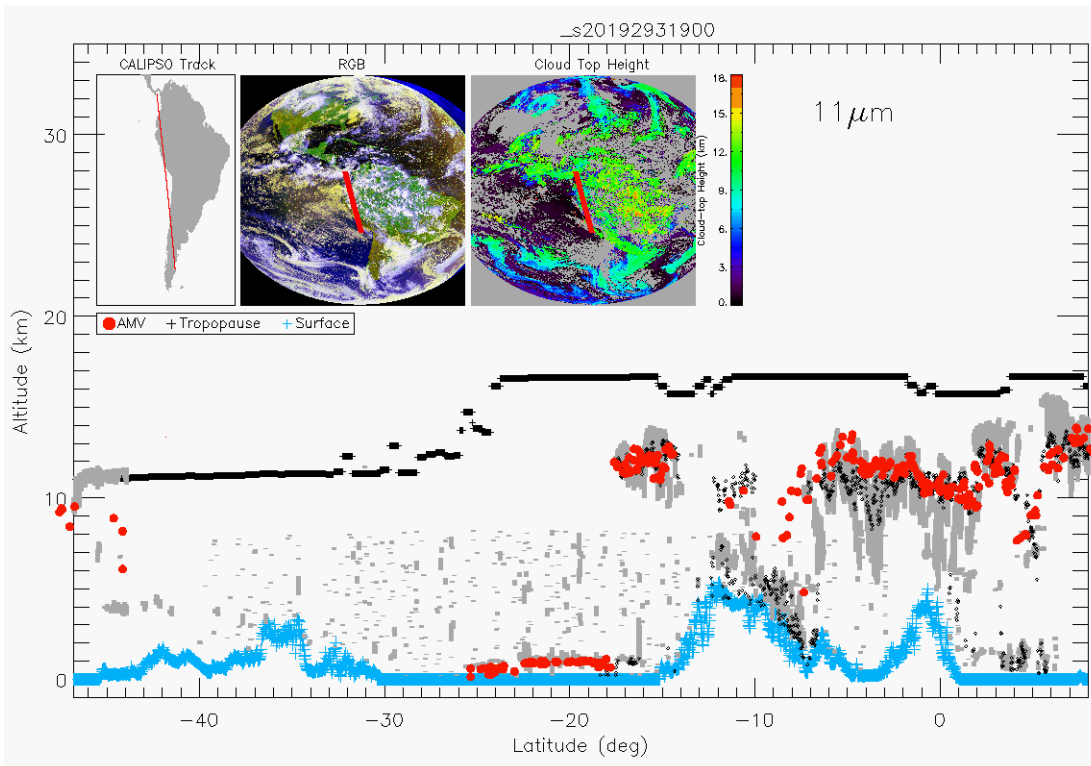 _s20192931900
CALIPSO Track
RGB
Cloud Top Height
11μm
18.
15.
12.
9.
6.
3.
0.
Cloud-top Height (km)
AMV
Tropopause
Surface
30
20
10
0
Altitude (km)
−40
−30
−20
−10
0
Latitude (deg)